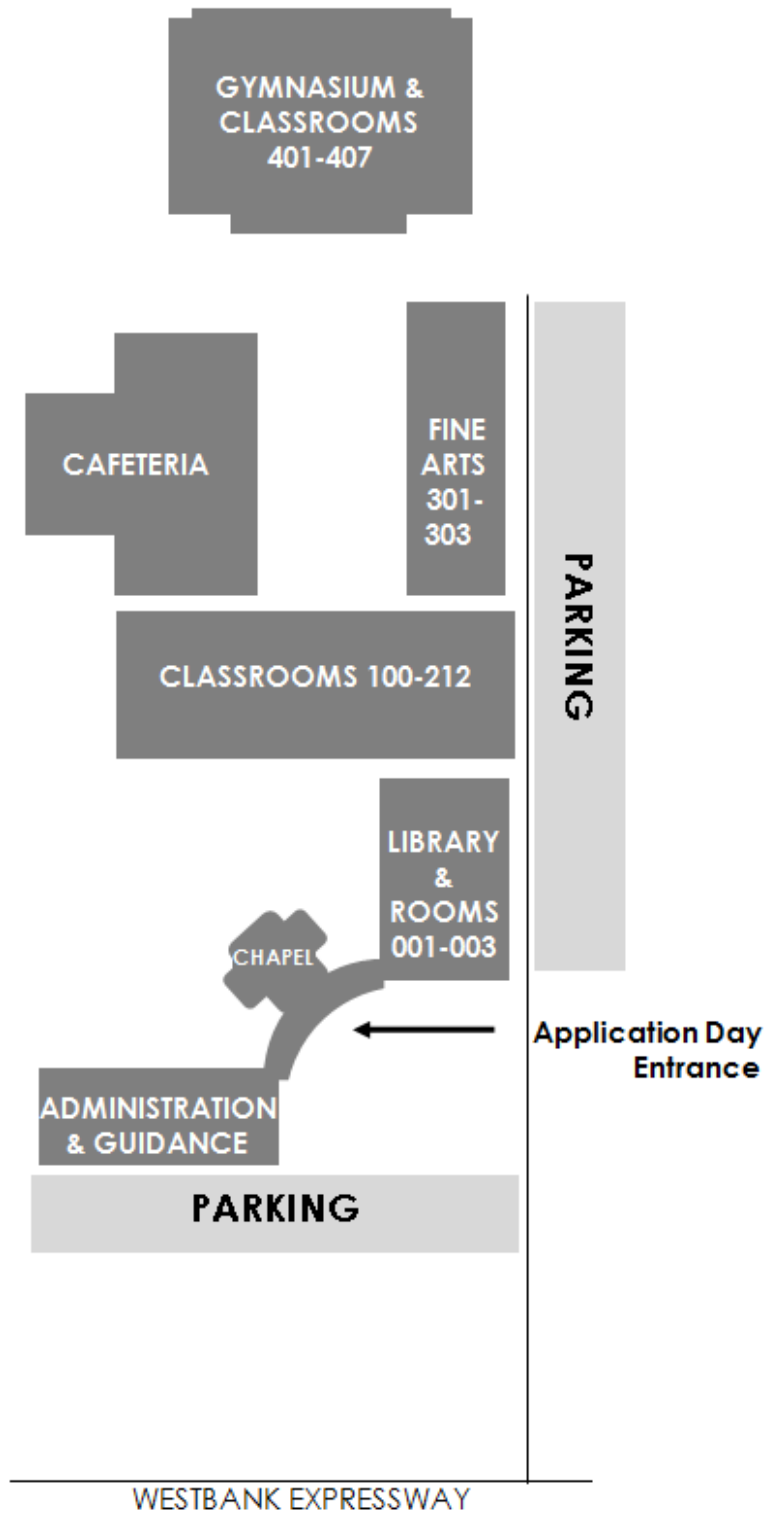 GYMNASIUM &
CLASSROOMS
401-407
FINE
ARTS
301-
303
CAFETERIA
PARKING
CLASSROOMS 100-212
LIBRARY
&
ROOMS
001-003
CHAPEL
Application Day
Entrance
ADMINISTRATION
& GUIDANCE
PARKING
WESTBANK EXPRESSWAY